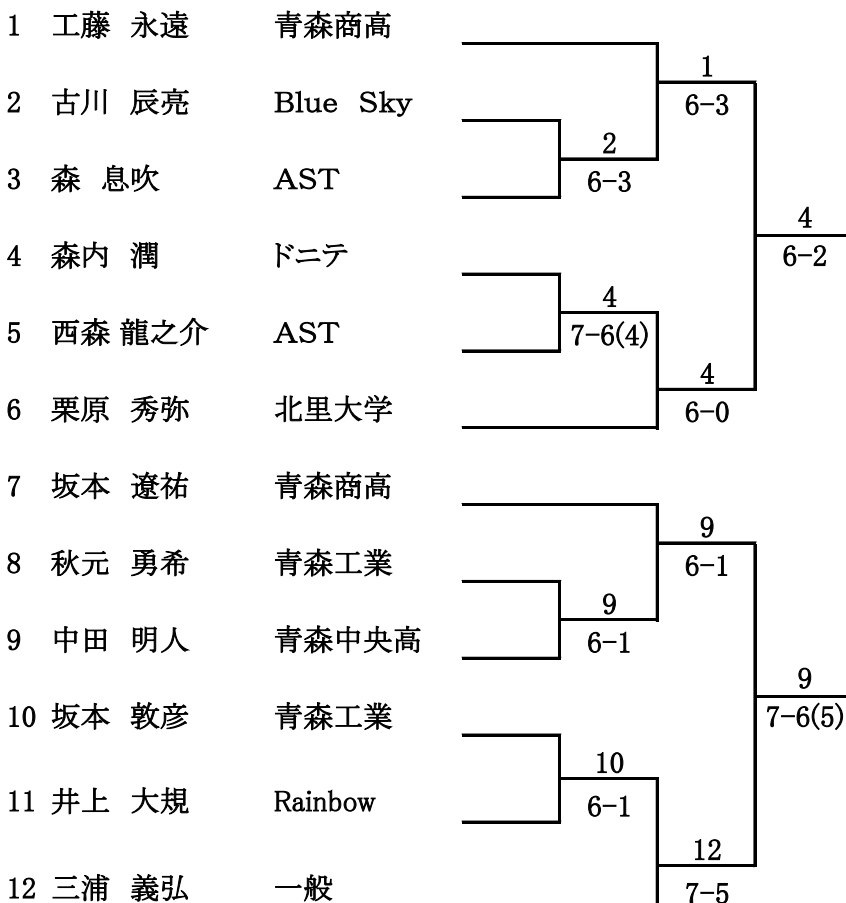 1 工藤 永遠 青森商高
1
2 古川 辰亮 Blue Sky
6-3
2
3 森 息吹 AST
6-3
4
4 森内 潤 ドニテ
6-2
4
5 西森 龍之介 AST
7-6(4)
4
6 栗原 秀弥 北里大学
6-0
7 坂本 遼祐 青森商高
9
8 秋元 勇希 青森工業
6-1
9
9 中田 明人 青森中央高
6-1
9
10 坂本 敦彦 青森工業
7-6(5)
10
11 井上 大規 Rainbow
6-1
12
12 三浦 義弘 一般
7-5